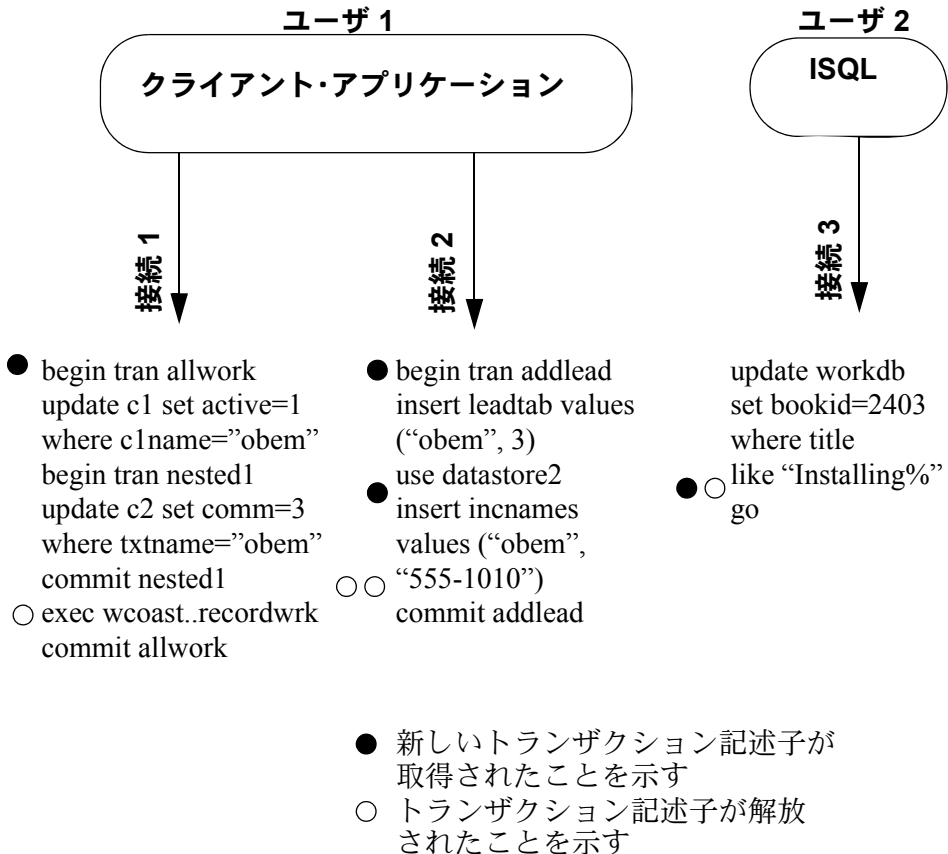 ユーザ 1
クライアント・アプリケーション
ユーザ 2
ISQL
接続 1
接続 2
接続 3
begin tran allwork
update c1 set active=1
where c1name=”obem”
begin tran nested1
update c2 set comm=3
where txtname=”obem”
commit nested1
exec wcoast..recordwrk
commit allwork
begin tran addlead
insert leadtab values
(“obem”, 3)
use datastore2
insert incnames
values (“obem”,
“555-1010”)
commit addlead
update workdb
set bookid=2403
where title
like “Installing%”
go
● 新しいトランザクション記述子が
取得されたことを示す
○ トランザクション記述子が解放
されたことを示す